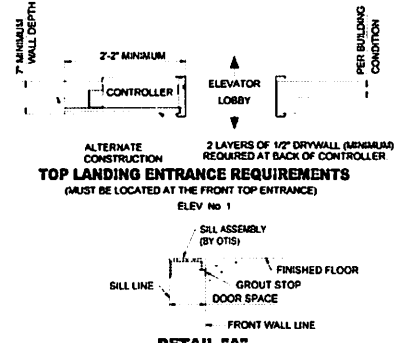 7" MINIMUM
WALL DEPTH
2'-2" MINIMUM
PER BUILDING
CONDITION
CONTROLLER
ELEVATOR
LOBBY
ALTERNATE
CONSTRUCTION
2 LAYERS OF 1/2" DRYWALL (MINIMUM)
REQUIRED AT BACK OF CONTROLLER
TOP LANDING ENTRANCE REQUIREMENTS
(MUST BE LOCATED AT THE FRONT TOP ENTRANCE)
ELEV No 1
SILL ASSEMBLY
(BY OTIS)
FINISHED FLOOR
SILL LINE
GROUT STOP
DOOR SPACE
FRONT WALL LINE
DETAIL "A"